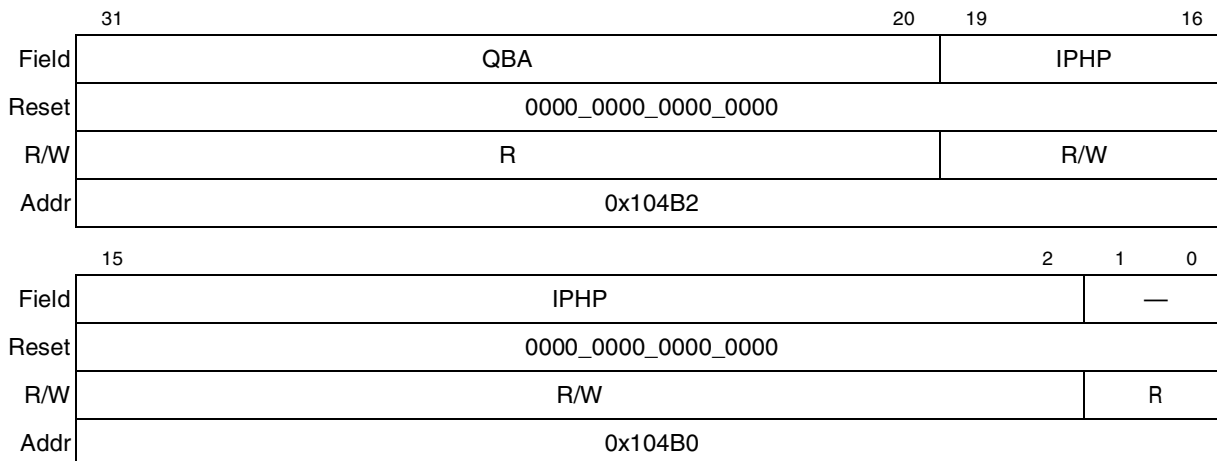 31 20 19 16
Field QBA IPHP
Reset 0000_0000_0000_0000
R/W R R/W
Addr 0x104B2
15 2 1 0
Field IPHP —
Reset 0000_0000_0000_0000
R/W R/W R
Addr 0x104B0